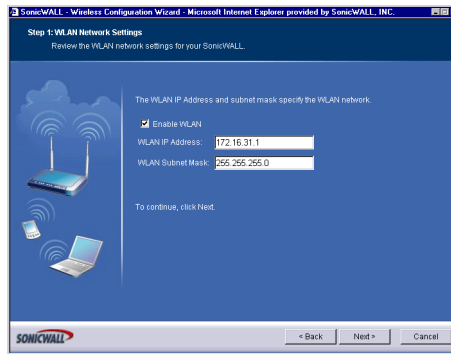 SonicWALL - Wireless Configuration Wizard - Microsoft Internet Explorer provided by SonicWALL, INC.
Step 1: WLAN Network Settings
Review the WLAN network settings for your SonicWALL.
The WLAN IP Address and subnet mask specify the WLAN network.
Enable WLAN
WLAN IP Address: 172.16.31.1
WLAN Subnet Mask: 255.255.255.0
To continue, click Next.
SONICWALL
< Back Next > Cancel